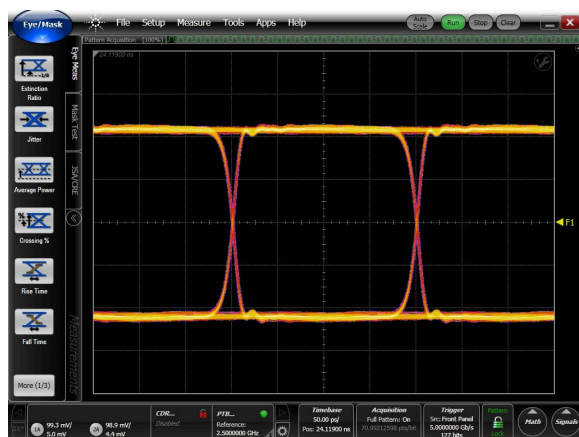 Eye/Mask
File Setup Measure Tools Apps Help
Auto Scale
Run
Stop
Clear
Pattern Acquisition (100%)
24.11900 ns
Eye Meas
Mask Test
JSA/CRE
Measurements
Extinction Ratio
Jitter
Average Power
Crossing %
Rise Time
Fall Time
More (1/3)
F1
1A 99.3 mV/
5.0 mV
2A 98.9 mV/
4.4 mV
CDR...
Disabled
PTB...
Reference:
2.5000000 GHz
Timebase
50.00 ps/
Pos: 24.11900 ns
Acquisition
Full Pattern: On
70.99212598 pts/bit
Trigger
Src: Front Panel
5.0000000 Gb/s
127 bits
Pattern
Lock
Math
Signals